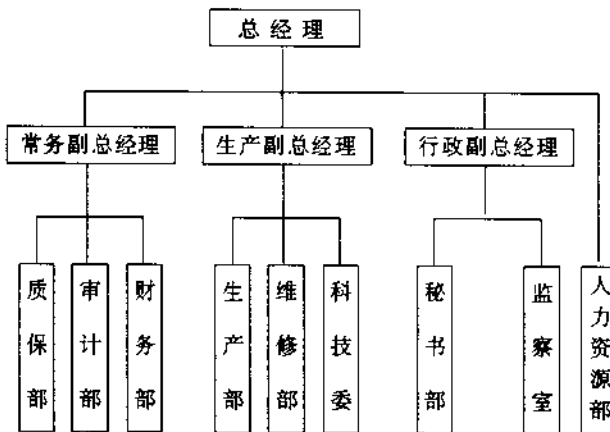 总经理
常务副总经理
生产副总经理
行政副总经理
质保部
审计部
财务部
生产部
维修部
科技委
秘书部
监察室
人力资源部